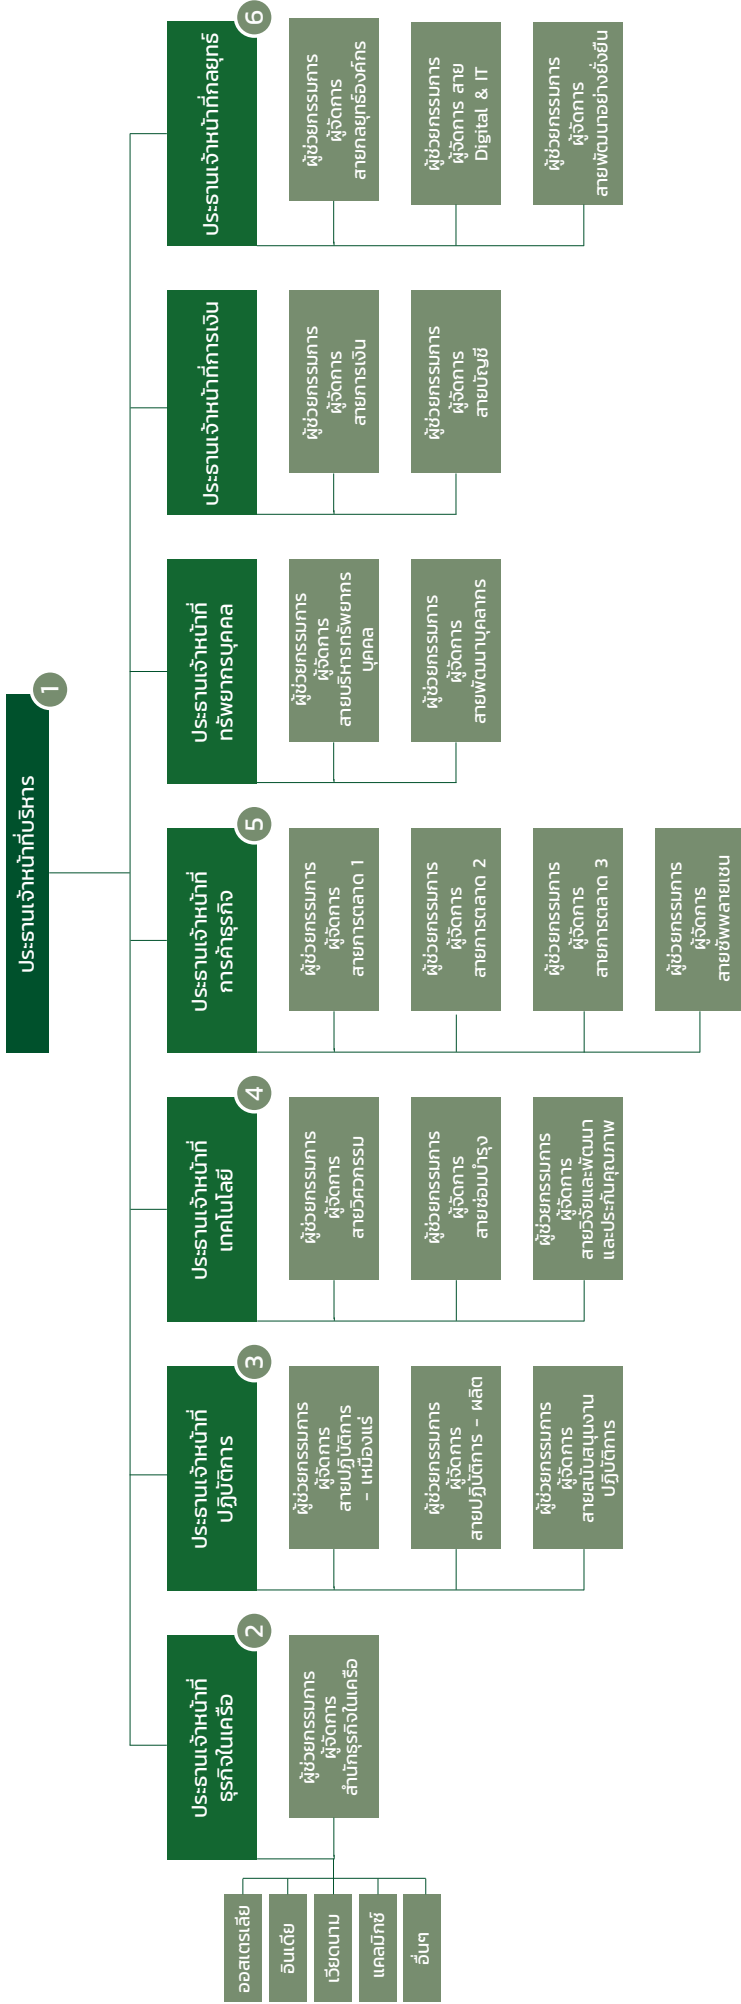 ประธานเจ้าหน้าที่บริหาร
1
ประธานเจ้าหน้าที่
ธุรกิจในเครือ
2
ผู้ช่วยกรรมการ
ผู้จัดการ
สำนักธุรกิจในเครือ
ออสเตรเลีย
อินเดีย
เวียดนาม
แคลมิกซ์
อื่นๆ
ประธานเจ้าหน้าที่
ปฏิบัติการ
3
ผู้ช่วยกรรมการ
ผู้จัดการ
สายปฏิบัติการ
- เหมืองแร่
ผู้ช่วยกรรมการ
ผู้จัดการ
สายปฏิบัติการ - ผลิต
ผู้ช่วยกรรมการ
ผู้จัดการ
สายสนับสนุนงาน
ปฏิบัติการ
ประธานเจ้าหน้าที่
เทคโนโลยี
4
ผู้ช่วยกรรมการ
ผู้จัดการ
สายวิศวกรรม
ผู้ช่วยกรรมการ
ผู้จัดการ
สายซ่อมบำรุง
ผู้ช่วยกรรมการ
ผู้จัดการ
สายวิจัยและพัฒนา
และประกันคุณภาพ
ประธานเจ้าหน้าที่
การค้าธุรกิจ
5
ผู้ช่วยกรรมการ
ผู้จัดการ
สายการตลาด 1
ผู้ช่วยกรรมการ
ผู้จัดการ
สายการตลาด 2
ผู้ช่วยกรรมการ
ผู้จัดการ
สายการตลาด 3
ผู้ช่วยกรรมการ
ผู้จัดการ
สายซัพพลายเชน
ประธานเจ้าหน้าที่
ทรัพยากรบุคคล
ผู้ช่วยกรรมการ
ผู้จัดการ
สายบริหารทรัพยากร
บุคคล
ผู้ช่วยกรรมการ
ผู้จัดการ
สายพัฒนาบุคลากร
ประธานเจ้าหน้าที่การเงิน
ผู้ช่วยกรรมการ
ผู้จัดการ
สายการเงิน
ผู้ช่วยกรรมการ
ผู้จัดการ
สายบัญชี
ประธานเจ้าหน้าที่กลยุทธ์
6
ผู้ช่วยกรรมการ
ผู้จัดการ
สายกลยุทธ์องค์กร
ผู้ช่วยกรรมการ
ผู้จัดการ สาย
Digital & IT
ผู้ช่วยกรรมการ
ผู้จัดการ
สายพัฒนาอย่างยั่งยืน